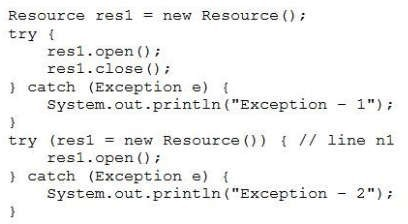 Resource res1 = new Resource();
try {
    res1.open();
    res1.close();
} catch (Exception e) {
    System.out.println("Exception – 1");
}
try (res1 = new Resource()) { // line n1
    res1.open();
} catch (Exception e) {
    System.out.println("Exception – 2");
}